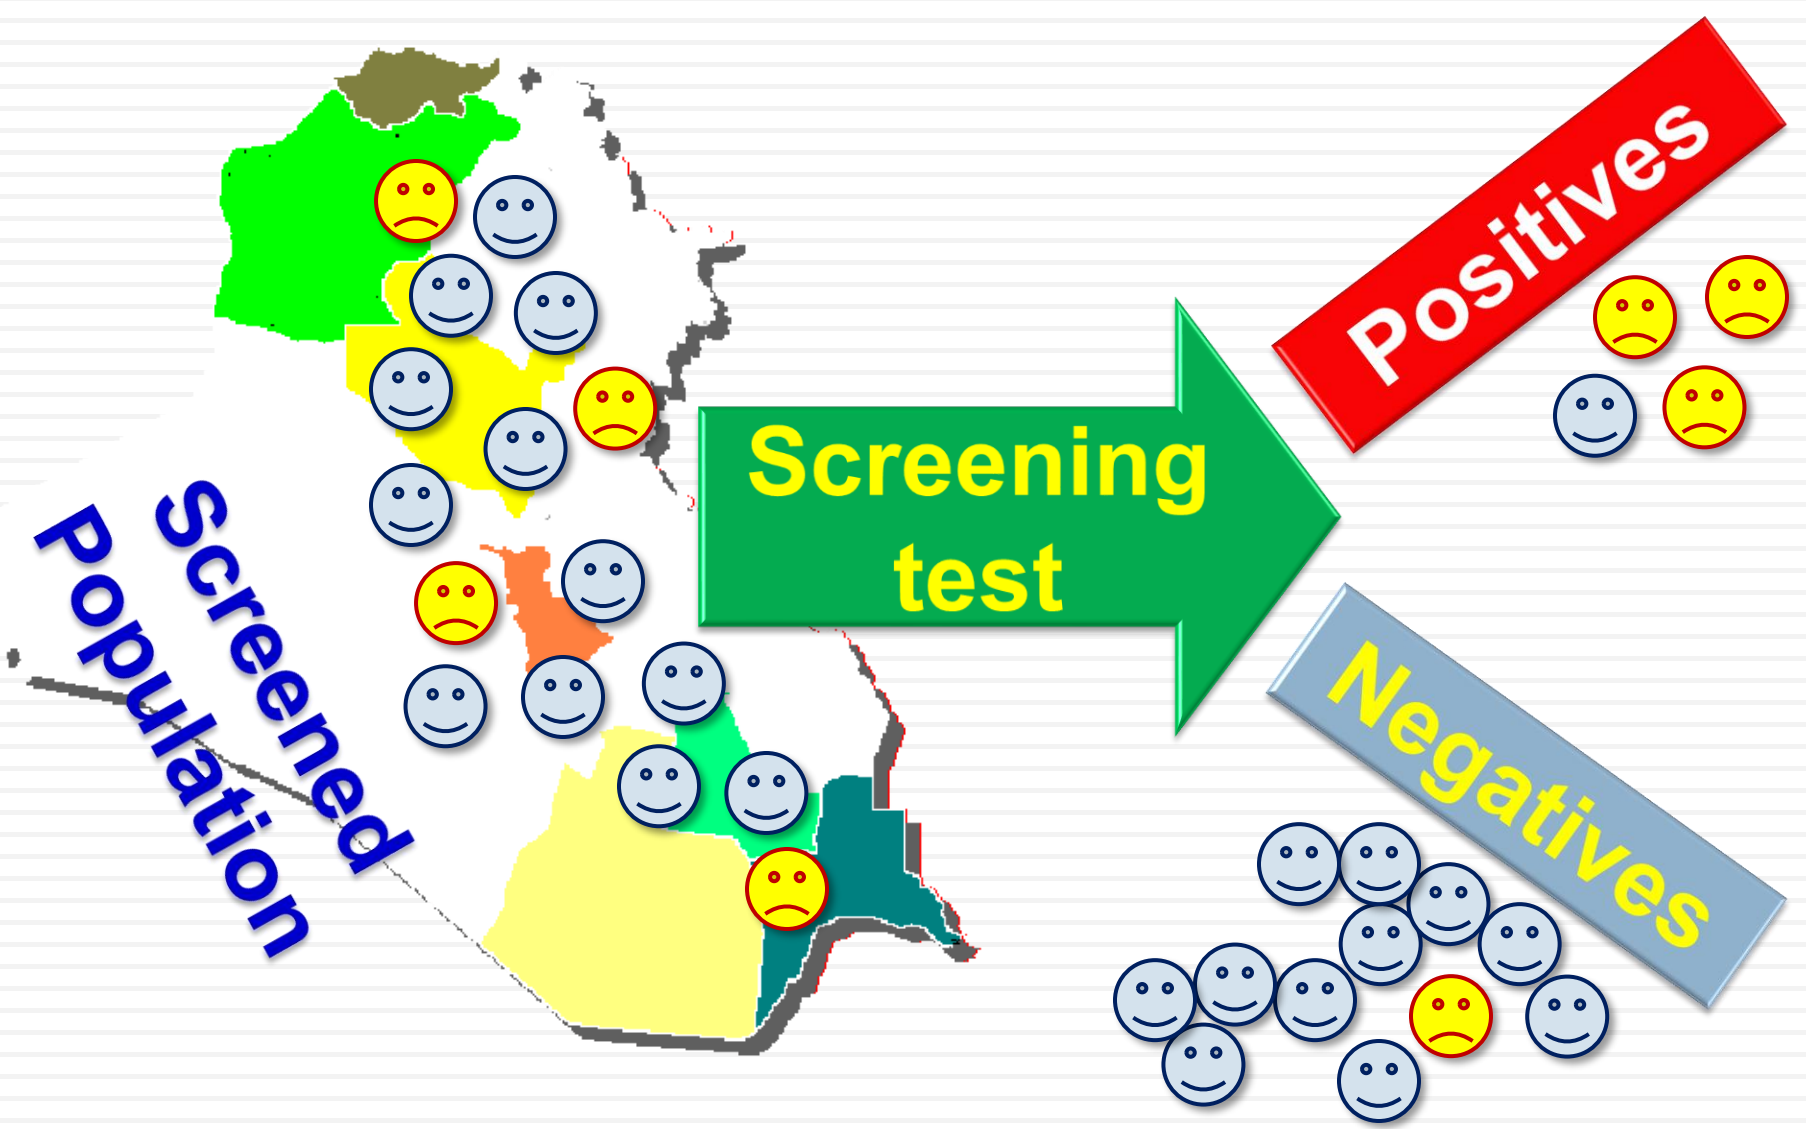 Screened
Population
Screening
test
Positives
Negatives